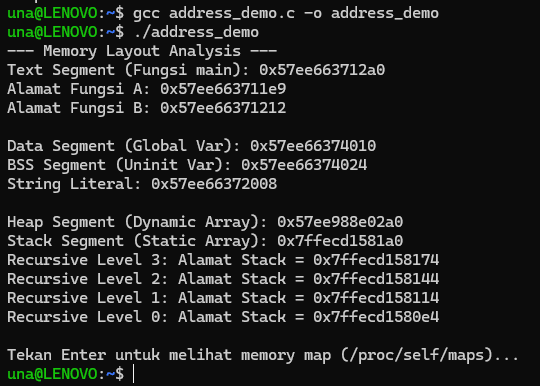 una@LENOVO:~$ gcc address_demo.c -o address_demo
una@LENOVO:~$ ./address_demo
--- Memory Layout Analysis ---
Text Segment (Fungsi main): 0x57ee663712a0
Alamat Fungsi A: 0x57ee663711e9
Alamat Fungsi B: 0x57ee66371212
Data Segment (Global Var): 0x57ee66374010
BSS Segment (Uninit Var): 0x57ee66374024
String Literal: 0x57ee66372008
Heap Segment (Dynamic Array): 0x57ee988e02a0
Stack Segment (Static Array): 0x7ffecd1581a0
Recursive Level 3: Alamat Stack = 0x7ffecd158174
Recursive Level 2: Alamat Stack = 0x7ffecd158144
Recursive Level 1: Alamat Stack = 0x7ffecd158114
Recursive Level 0: Alamat Stack = 0x7ffecd1580e4
Tekan Enter untuk melihat memory map (/proc/self/maps)...
una@LENOVO:~$